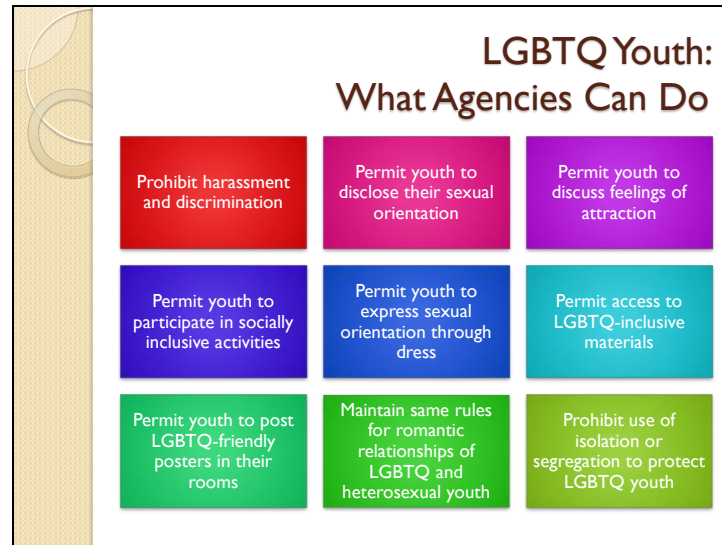 LGBTQ Youth:
What Agencies Can Do
Prohibit harassment
and discrimination
Permit youth to
disclose their sexual
orientation
Permit youth to
discuss feelings of
attraction
Permit youth to
participate in socially
inclusive activities
Permit youth to
express sexual
orientation through
dress
Permit access to
LGBTQ-inclusive
materials
Permit youth to post
LGBTQ-friendly
posters in their
rooms
Maintain same rules
for romantic
relationships of
LGBTQ and
heterosexual youth
Prohibit use of
isolation or
segregation to protect
LGBTQ youth